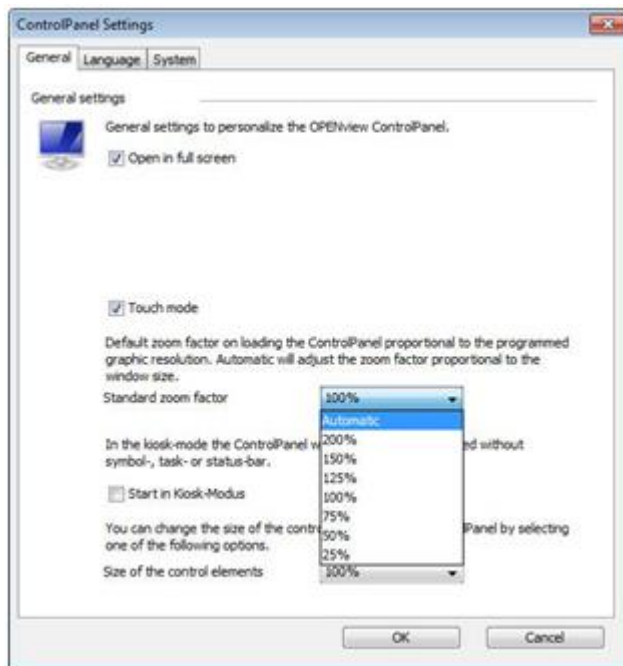 ControlPanel Settings
General Language System
General settings
General settings to personalize the OPENview ControlPanel.
Open in full screen
Touch mode
Default zoom factor on loading the ControlPanel proportional to the programmed
graphic resolution. Automatic will adjust the zoom factor proportional to the
window size.
Standard zoom factor 100%
Automatic
In the kiosk-mode the ControlPanel w 200% ed without
symbol-, task- or status-bar. 150%
125%
Start in Kiosk-Modus 100%
75%
You can change the size of the contr 50% Panel by selecting
one of the following options. 25%
Size of the control elements 100%
OK Cancel